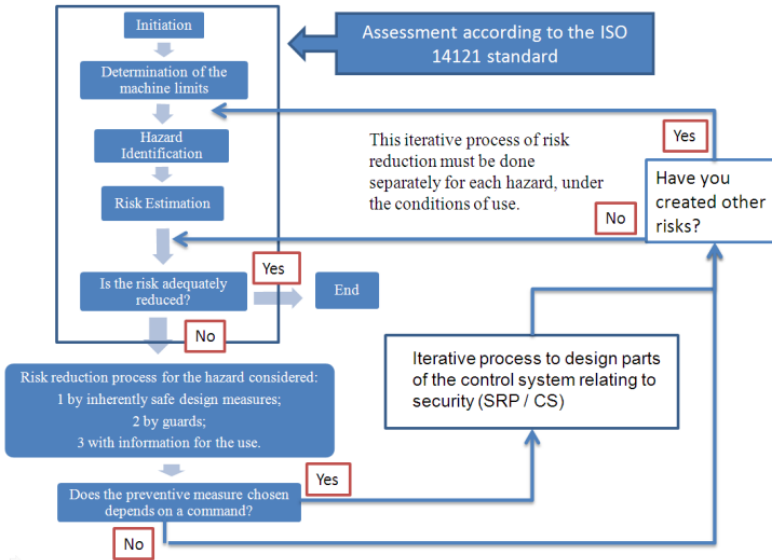 Initiation
Assessment according to the ISO
14121 standard
Determination of the
machine limits
Yes
This iterative process of risk
reduction must be done
separately for each hazard, under
the conditions of use.
Hazard
Identification
Have you
created other
risks?
Risk Estimation
No
Yes
Is the risk adequately
reduced?
End
No
Iterative process to design parts
of the control system relating to
security (SRP / CS)
Risk reduction process for the hazard considered:
1 by inherently safe design measures;
2 by guards;
3 with information for the use.
Yes
Does the preventive measure chosen
depends on a command?
No